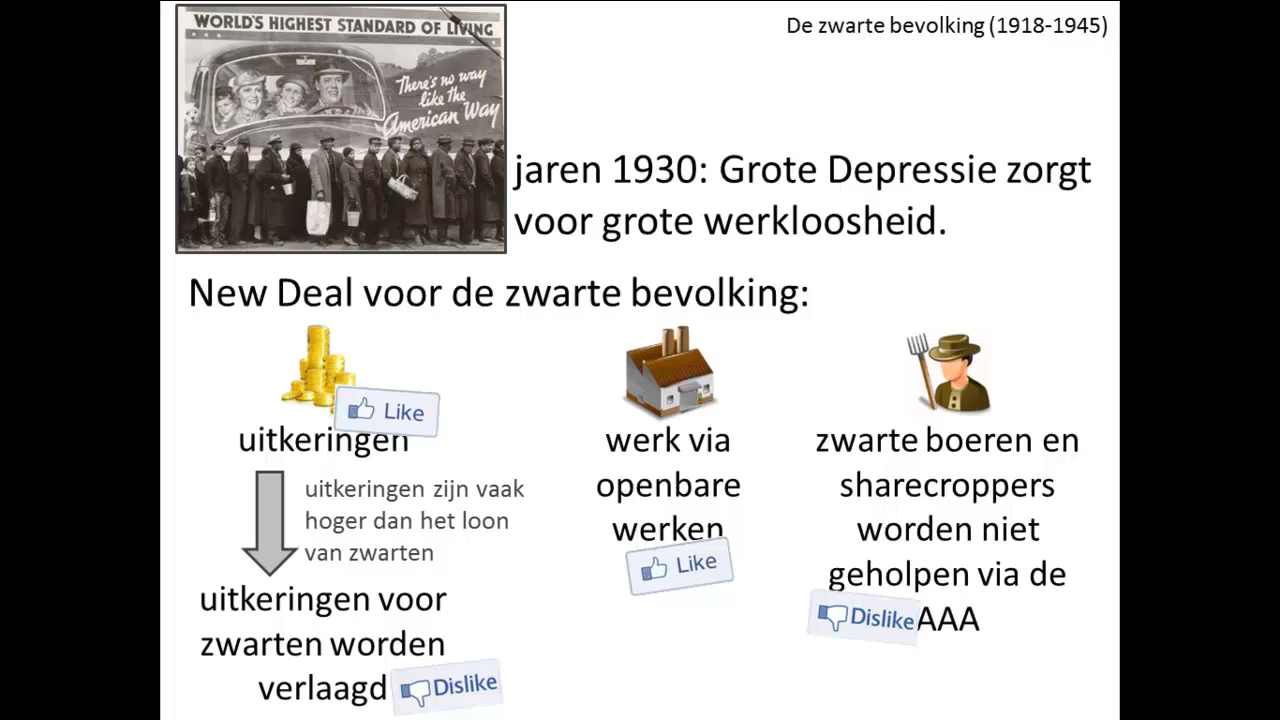 De zwarte bevolking (1918-1945)
WORLD'S HIGHEST STANDARD OF LIVING
There's no way
like the
American Way
jaren 1930: Grote Depressie zorgt
voor grote werkloosheid.
New Deal voor de zwarte bevolking:
Like
uitkeringen
uitkeringen zijn vaak
hoger dan het loon
van zwarten
uitkeringen voor
zwarten worden
verlaagd
Dislike
werk via
openbare
werken
Like
zwarte boeren en
sharecroppers
worden niet
geholpen via de
Dislike AAA